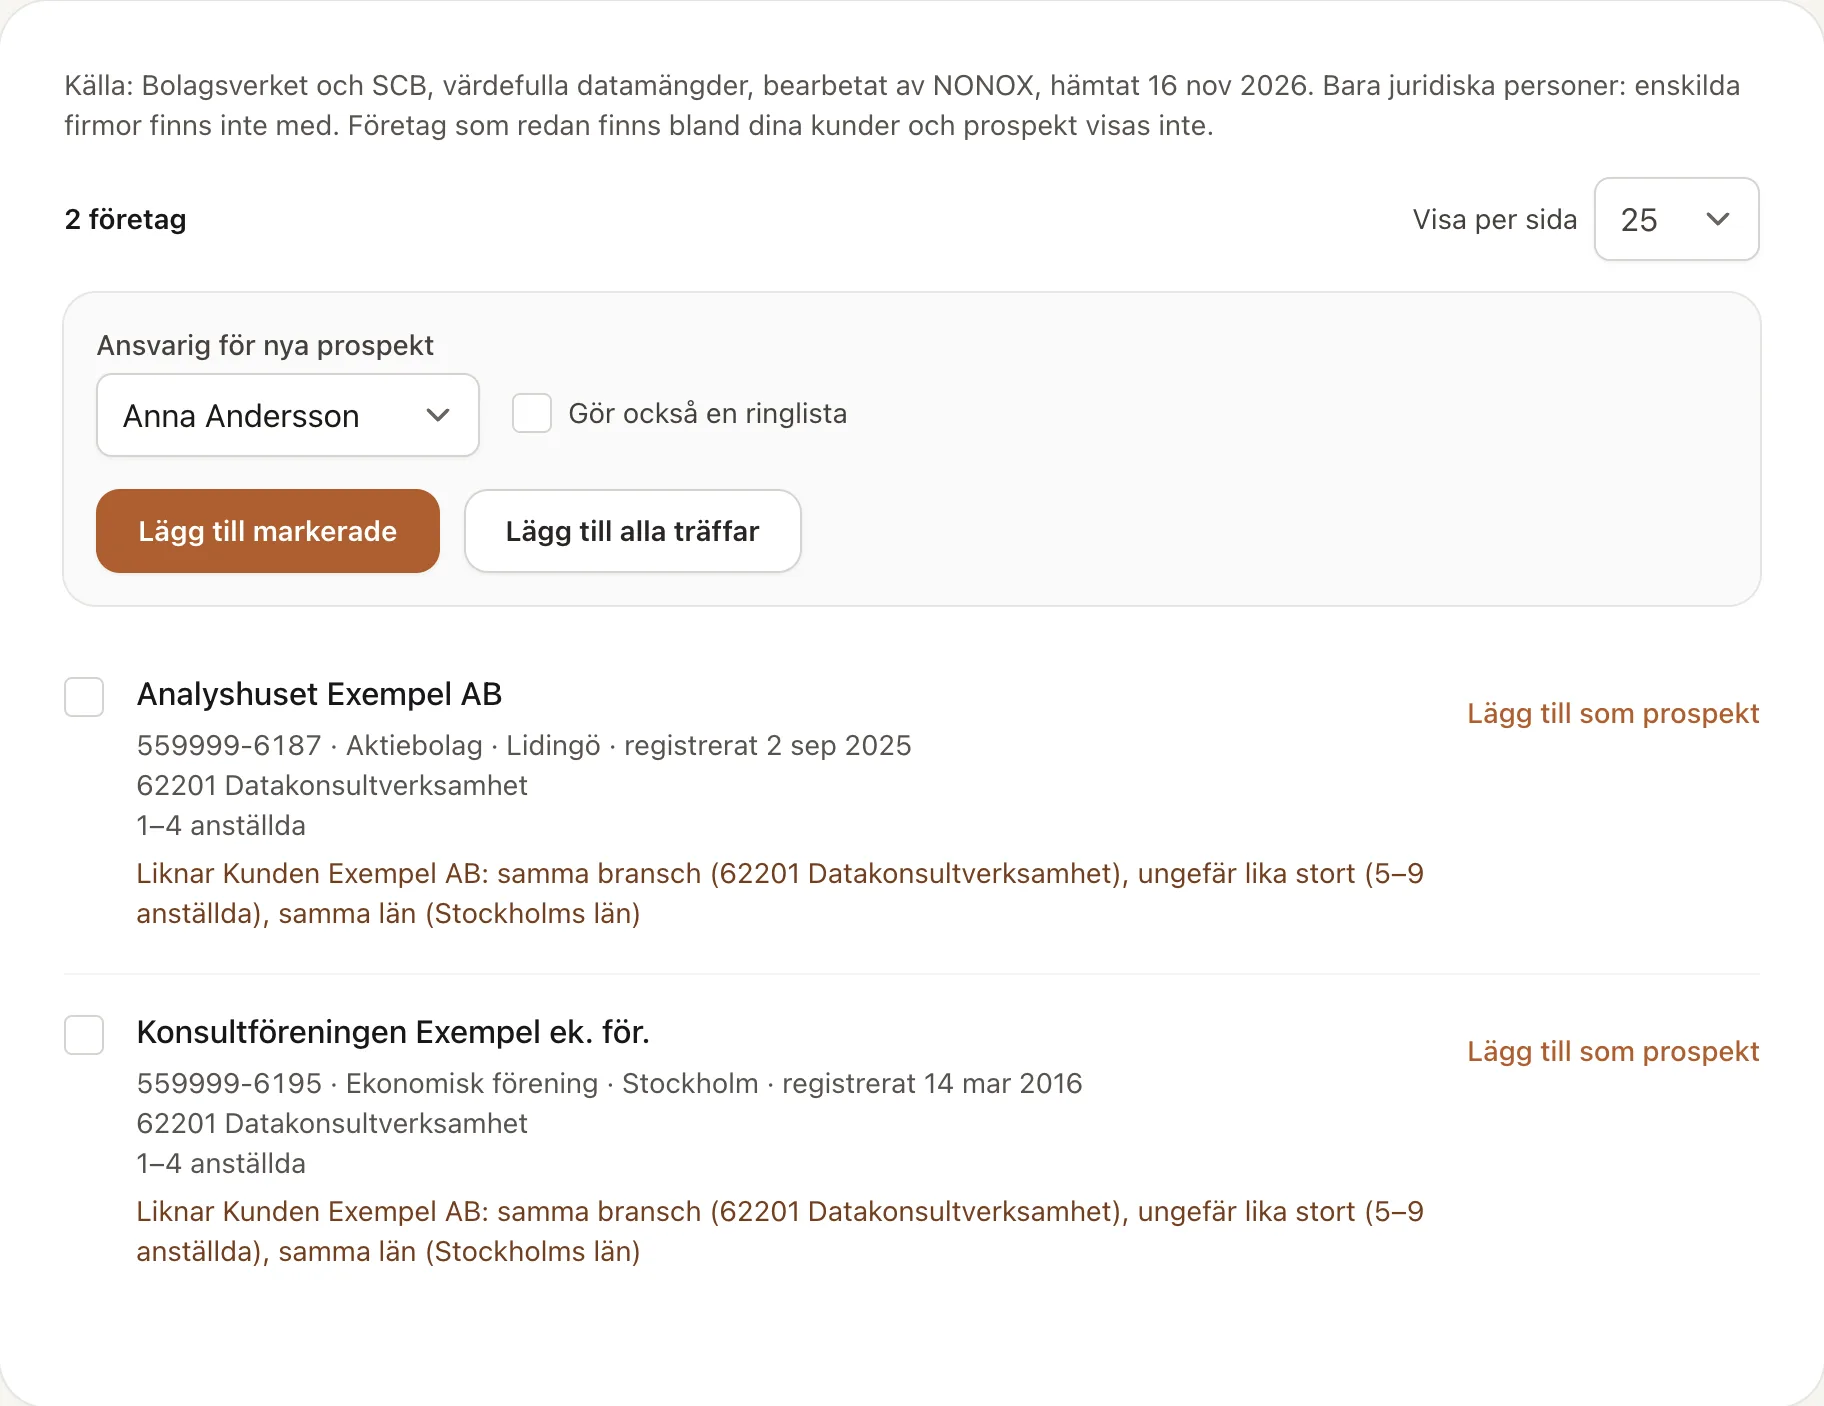 Källa: Bolagsverket och SCB, värdefulla datamängder, bearbetat av NONOX, hämtat 16 nov 2026. Bara juridiska personer: enskilda
firmor finns inte med. Företag som redan finns bland dina kunder och prospekt visas inte.
2 företag
Visa per sida
25
Ansvarig för nya prospekt
Anna Andersson
Gör också en ringlista
Lägg till markerade
Lägg till alla träffar
Analyshuset Exempel AB
Lägg till som prospekt
559999-6187 · Aktiebolag · Lidingö · registrerat 2 sep 2025
62201 Datakonsultverksamhet
1–4 anställda
Liknar Kunden Exempel AB: samma bransch (62201 Datakonsultverksamhet), ungefär lika stort (5–9
anställda), samma län (Stockholms län)
Konsultföreningen Exempel ek. för.
Lägg till som prospekt
559999-6195 · Ekonomisk förening · Stockholm · registrerat 14 mar 2016
62201 Datakonsultverksamhet
1–4 anställda
Liknar Kunden Exempel AB: samma bransch (62201 Datakonsultverksamhet), ungefär lika stort (5–9
anställda), samma län (Stockholms län)